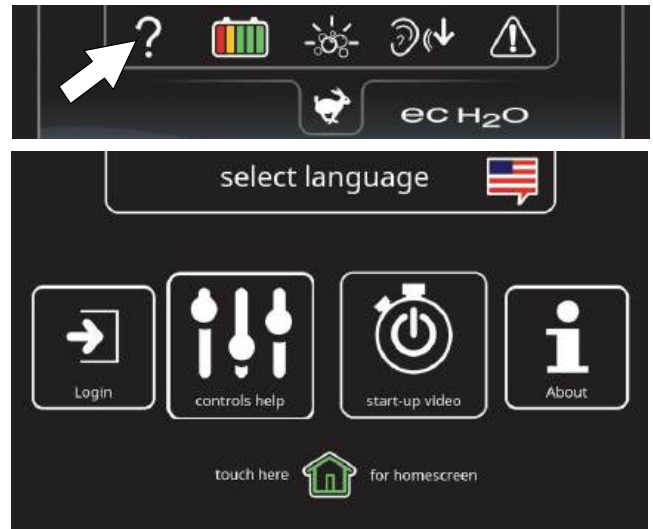 ?
ec H2O
select language
Login
controls help
start-up video
About
touch here for homescreen